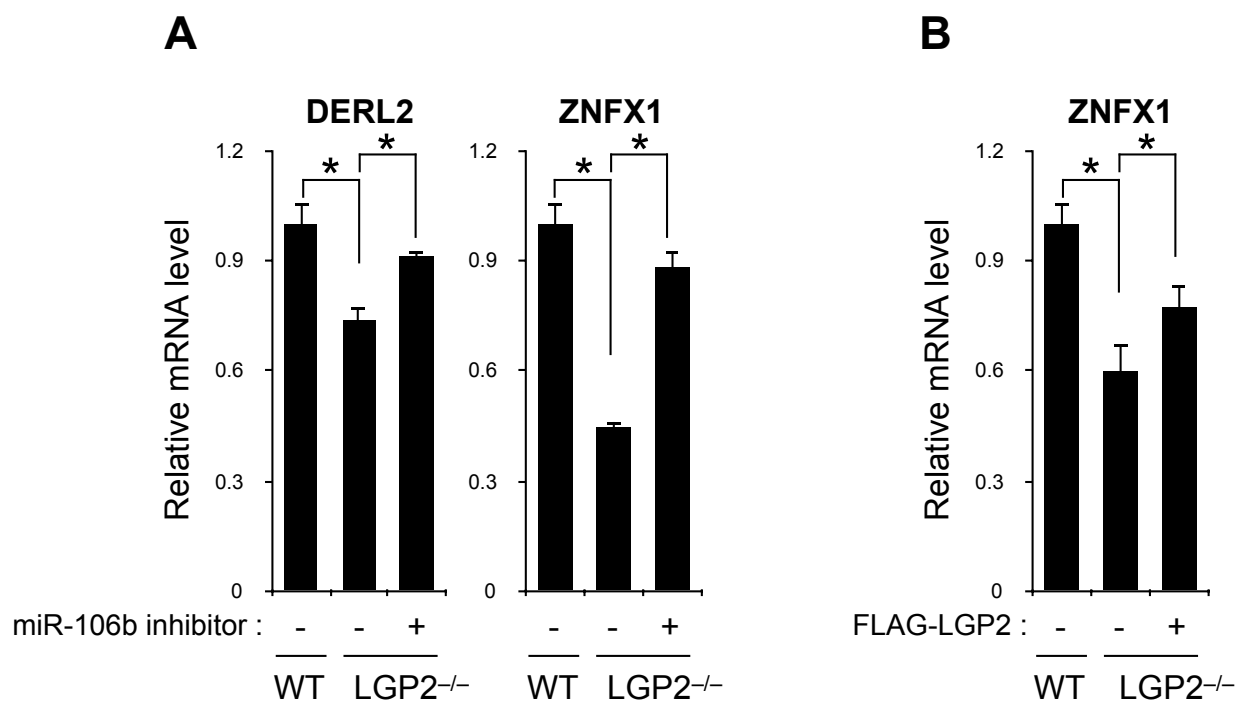 A
B
DERL2
ZNFX1
ZNFX1
* * * * * *
Relative mRNA level
1.2
0.9
0.6
0.3
0
1.2
0.9
0.6
0.3
0
Relative mRNA level
1.2
0.9
0.6
0.3
0
miR-106b inhibitor : - - + - - +
FLAG-LGP2 : - - +
WT LGP2–/– WT LGP2–/–
WT LGP2–/–